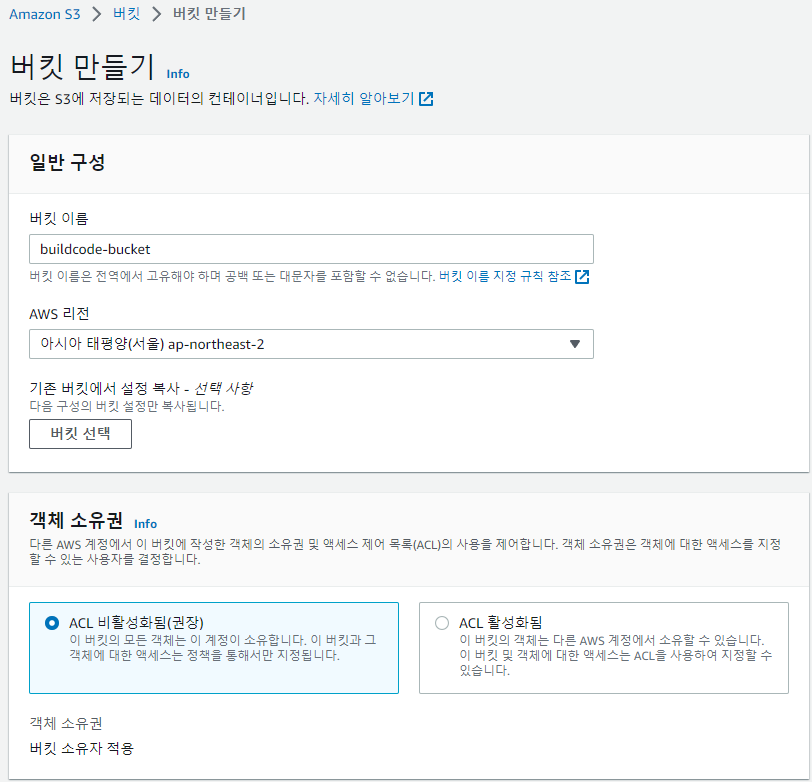 Amazon S3 > 버킷 > 버킷 만들기
버킷 만들기 Info
버킷은 S3에 저장되는 데이터의 컨테이너입니다. 자세히 알아보기
일반 구성
버킷 이름
buildcode-bucket
버킷 이름은 전역에서 고유해야 하며 공백 또는 대문자를 포함할 수 없습니다. 버킷 이름 지정 규칙 참조
AWS 리전
아시아 태평양(서울) ap-northeast-2
기존 버킷에서 설정 복사 - 선택 사항
다음 구성의 버킷 설정만 복사됩니다.
버킷 선택
객체 소유권 Info
다른 AWS 계정에서 이 버킷에 작성한 객체의 소유권 및 액세스 제어 목록(ACL)의 사용을 제어합니다. 객체 소유권은 객체에 대한 액세스를 지정
할 수 있는 사용자를 결정합니다.
ACL 비활성화됨(권장)
이 버킷의 모든 객체는 이 계정이 소유합니다. 이 버킷과 그
객체에 대한 액세스는 정책을 통해서만 지정됩니다.
ACL 활성화됨
이 버킷의 객체는 다른 AWS 계정에서 소유할 수 있습니다.
이 버킷 및 객체에 대한 액세스는 ACL을 사용하여 지정할 수
있습니다.
객체 소유권
버킷 소유자 적용